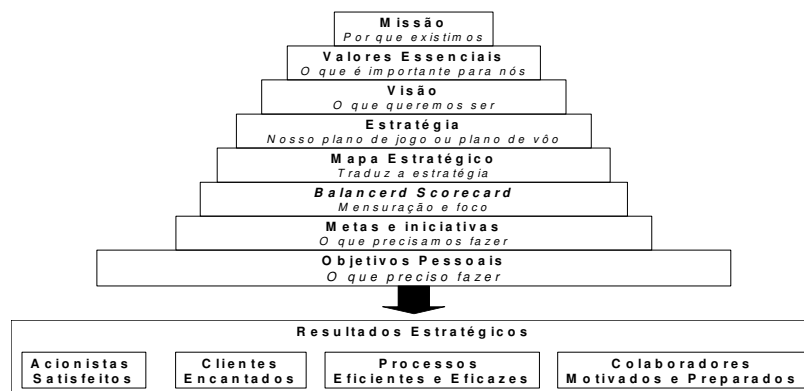 Missão
Por que existimos
Valores Essenciais
O que é importante para nós
Visão
O que queremos ser
Estratégia
Nosso plano de jogo ou plano de vôo
Mapa Estratégico
Traduz a estratégia
Balancerd Scorecard
Mensuração e foco
Metas e iniciativas
O que precisamos fazer
Objetivos Pessoais
O que preciso fazer
Resultados Estratégicos
Acionistas
Satisfeitos
Clientes
Encantados
Processos
Eficientes e Eficazes
Colaboradores
Motivados e Preparados